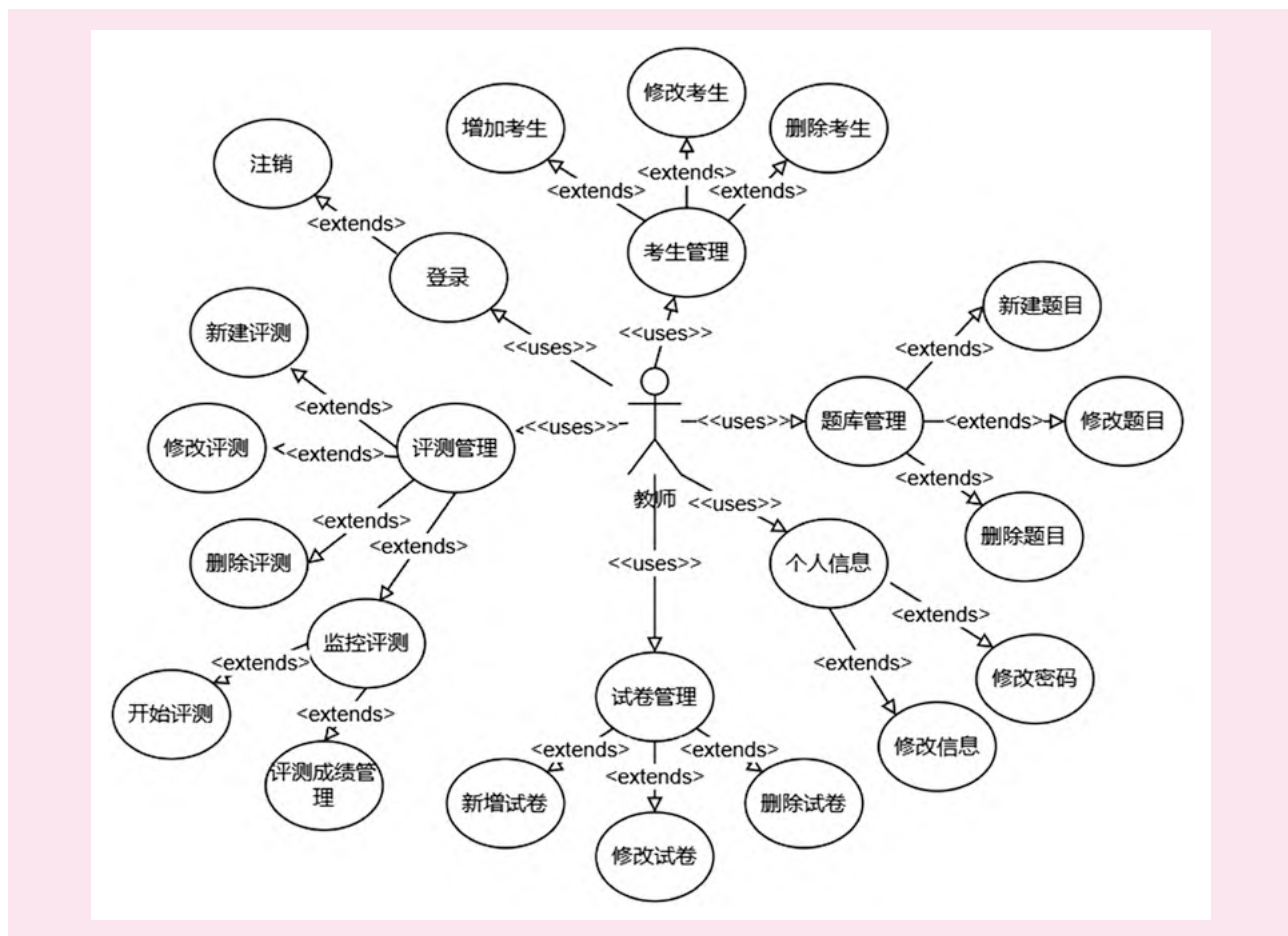 修改考生
增加考生
删除考生
注销
<extends>
<extends>
<extends>
<extends>
考生管理
登录
新建题目
新建评测
<<uses>>
<<uses>>
<extends>
<extends>
题库管理
<<uses>>
<<uses>>
<extends>
修改题目
修改评测
<extends>
评测管理
<extends>
教师
<<uses>>
<extends>
<extends>
删除题目
删除评测
<<uses>>
个人信息
<extends>
监控评测
<extends>
<extends>
修改密码
试卷管理
开始评测
<extends>
修改信息
<extends>
<extends>
<extends>
评测成绩管
理
新增试卷
删除试卷
修改试卷